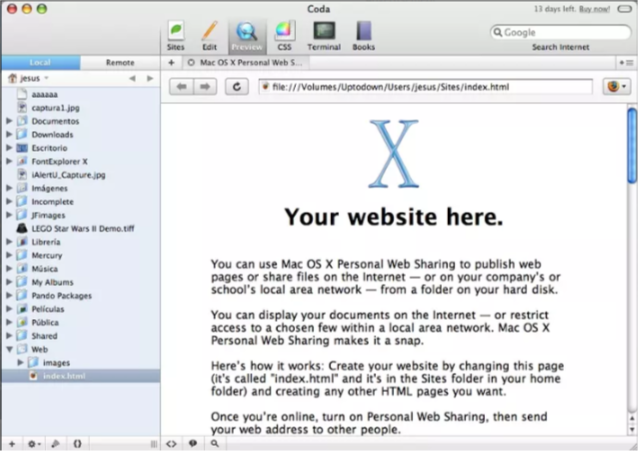 Coda
13 days left. Buy now!
Sites
Edit
Preview
CSS
Terminal
Books
Google
Search Internet
Local
Remote
Mac OS X Personal Web S...
jesus
file:///Volumes/Uptodown/Users/jesus/Sites/index.html
aaaaaa
captura1.jpg
Documentos
Downloads
Escritorio
FontExplorer X
iAlertU_Capture.jpg
Imágenes
Incomplete
JFimages
LEGO Star Wars II Demo.tiff
Librería
Mercury
Música
My Albums
Pando Packages
Películas
Pública
Shared
Web
images
index.html
X
Your website here.
You can use Mac OS X Personal Web Sharing to publish web
pages or share files on the Internet — or on your company's or
school's local area network — from a folder on your hard disk.
You can display your documents on the Internet — or restrict
access to a chosen few within a local area network. Mac OS X
Personal Web Sharing makes it a snap.
Here's how it works: Create your website by changing this page
(it's called "index.html" and it's in the Sites folder in your home
folder) and creating any other HTML pages you want.
Once you're online, turn on Personal Web Sharing, then send
your web address to other people.